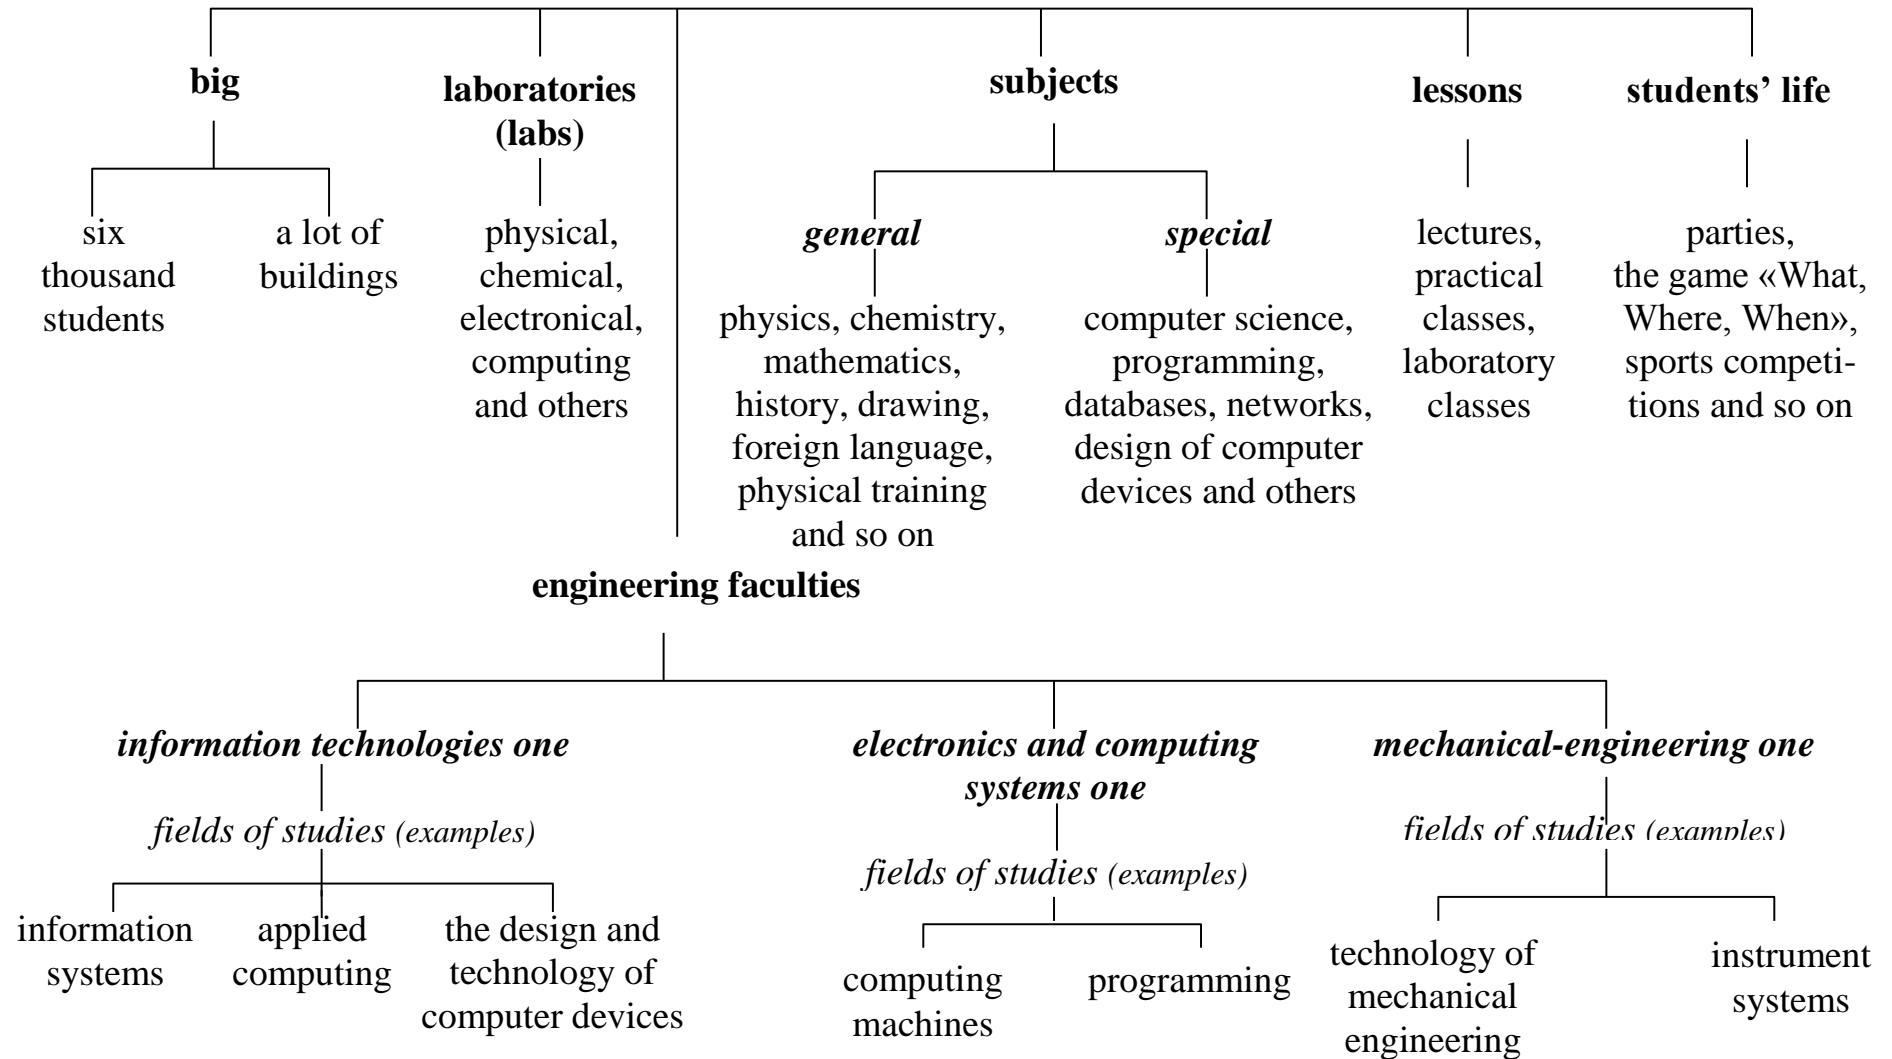 big
six
thousand
students
a lot of
buildings
laboratories
(labs)
physical,
chemical,
electronical,
computing
and others
subjects
general
physics, chemistry,
mathematics,
history, drawing,
foreign language,
physical training
and so on
special
computer science,
programming,
databases, networks,
design of computer
devices and others
lessons
lectures,
practical
classes,
laboratory
classes
students’ life
parties,
the game «What,
Where, When»,
sports competi-
tions and so on
engineering faculties
information technologies one
fields of studies (examples)
information
systems
applied
computing
the design and
technology of
computer devices
electronics and computing
systems one
fields of studies (examples)
computing
machines
programming
mechanical-engineering one
fields of studies (examples)
technology of
mechanical
engineering
instrument
systems